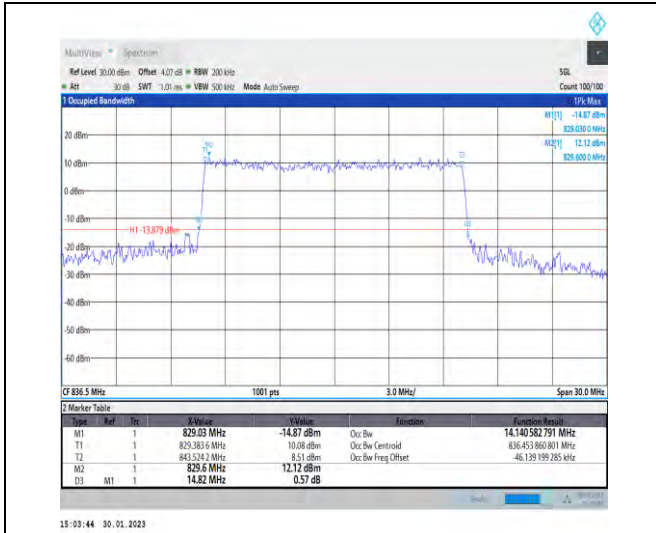 MultiView Spectrum
Ref Level 30.00 dBm Offset 4.07 dB RBW 200 kHz SGL
Att 30 dB SWT 1.01 ms VBW 500 kHz Mode Auto Sweep Count 100/100
1 Occupied Bandwidth 1Pk Max
M1[1] -14.87 dBm
829.030 0 MHz
M2[1] 12.12 dBm
829.600 0 MHz
20 dBm
10 dBm
0 dBm
-10 dBm
H1 -13.879 dBm
-20 dBm
-30 dBm
-40 dBm
-50 dBm
-60 dBm
CF 836.5 MHz 1001 pts 3.0 MHz/ Span 30.0 MHz
2 Marker Table
Type Ref Trc X-Value Y-Value Function Function Result
M1 1 829.03 MHz -14.87 dBm Occ Bw 14.140 582 791 MHz
T1 1 829.383 6 MHz 10.08 dBm Occ Bw Centroid 836.453 860 801 MHz
T2 1 843.524 2 MHz 8.51 dBm Occ Bw Freq Offset -46.139 199 285 kHz
M2 1 829.6 MHz 12.12 dBm
D3 M1 1 14.82 MHz 0.57 dB
15:03:44 30.01.2023